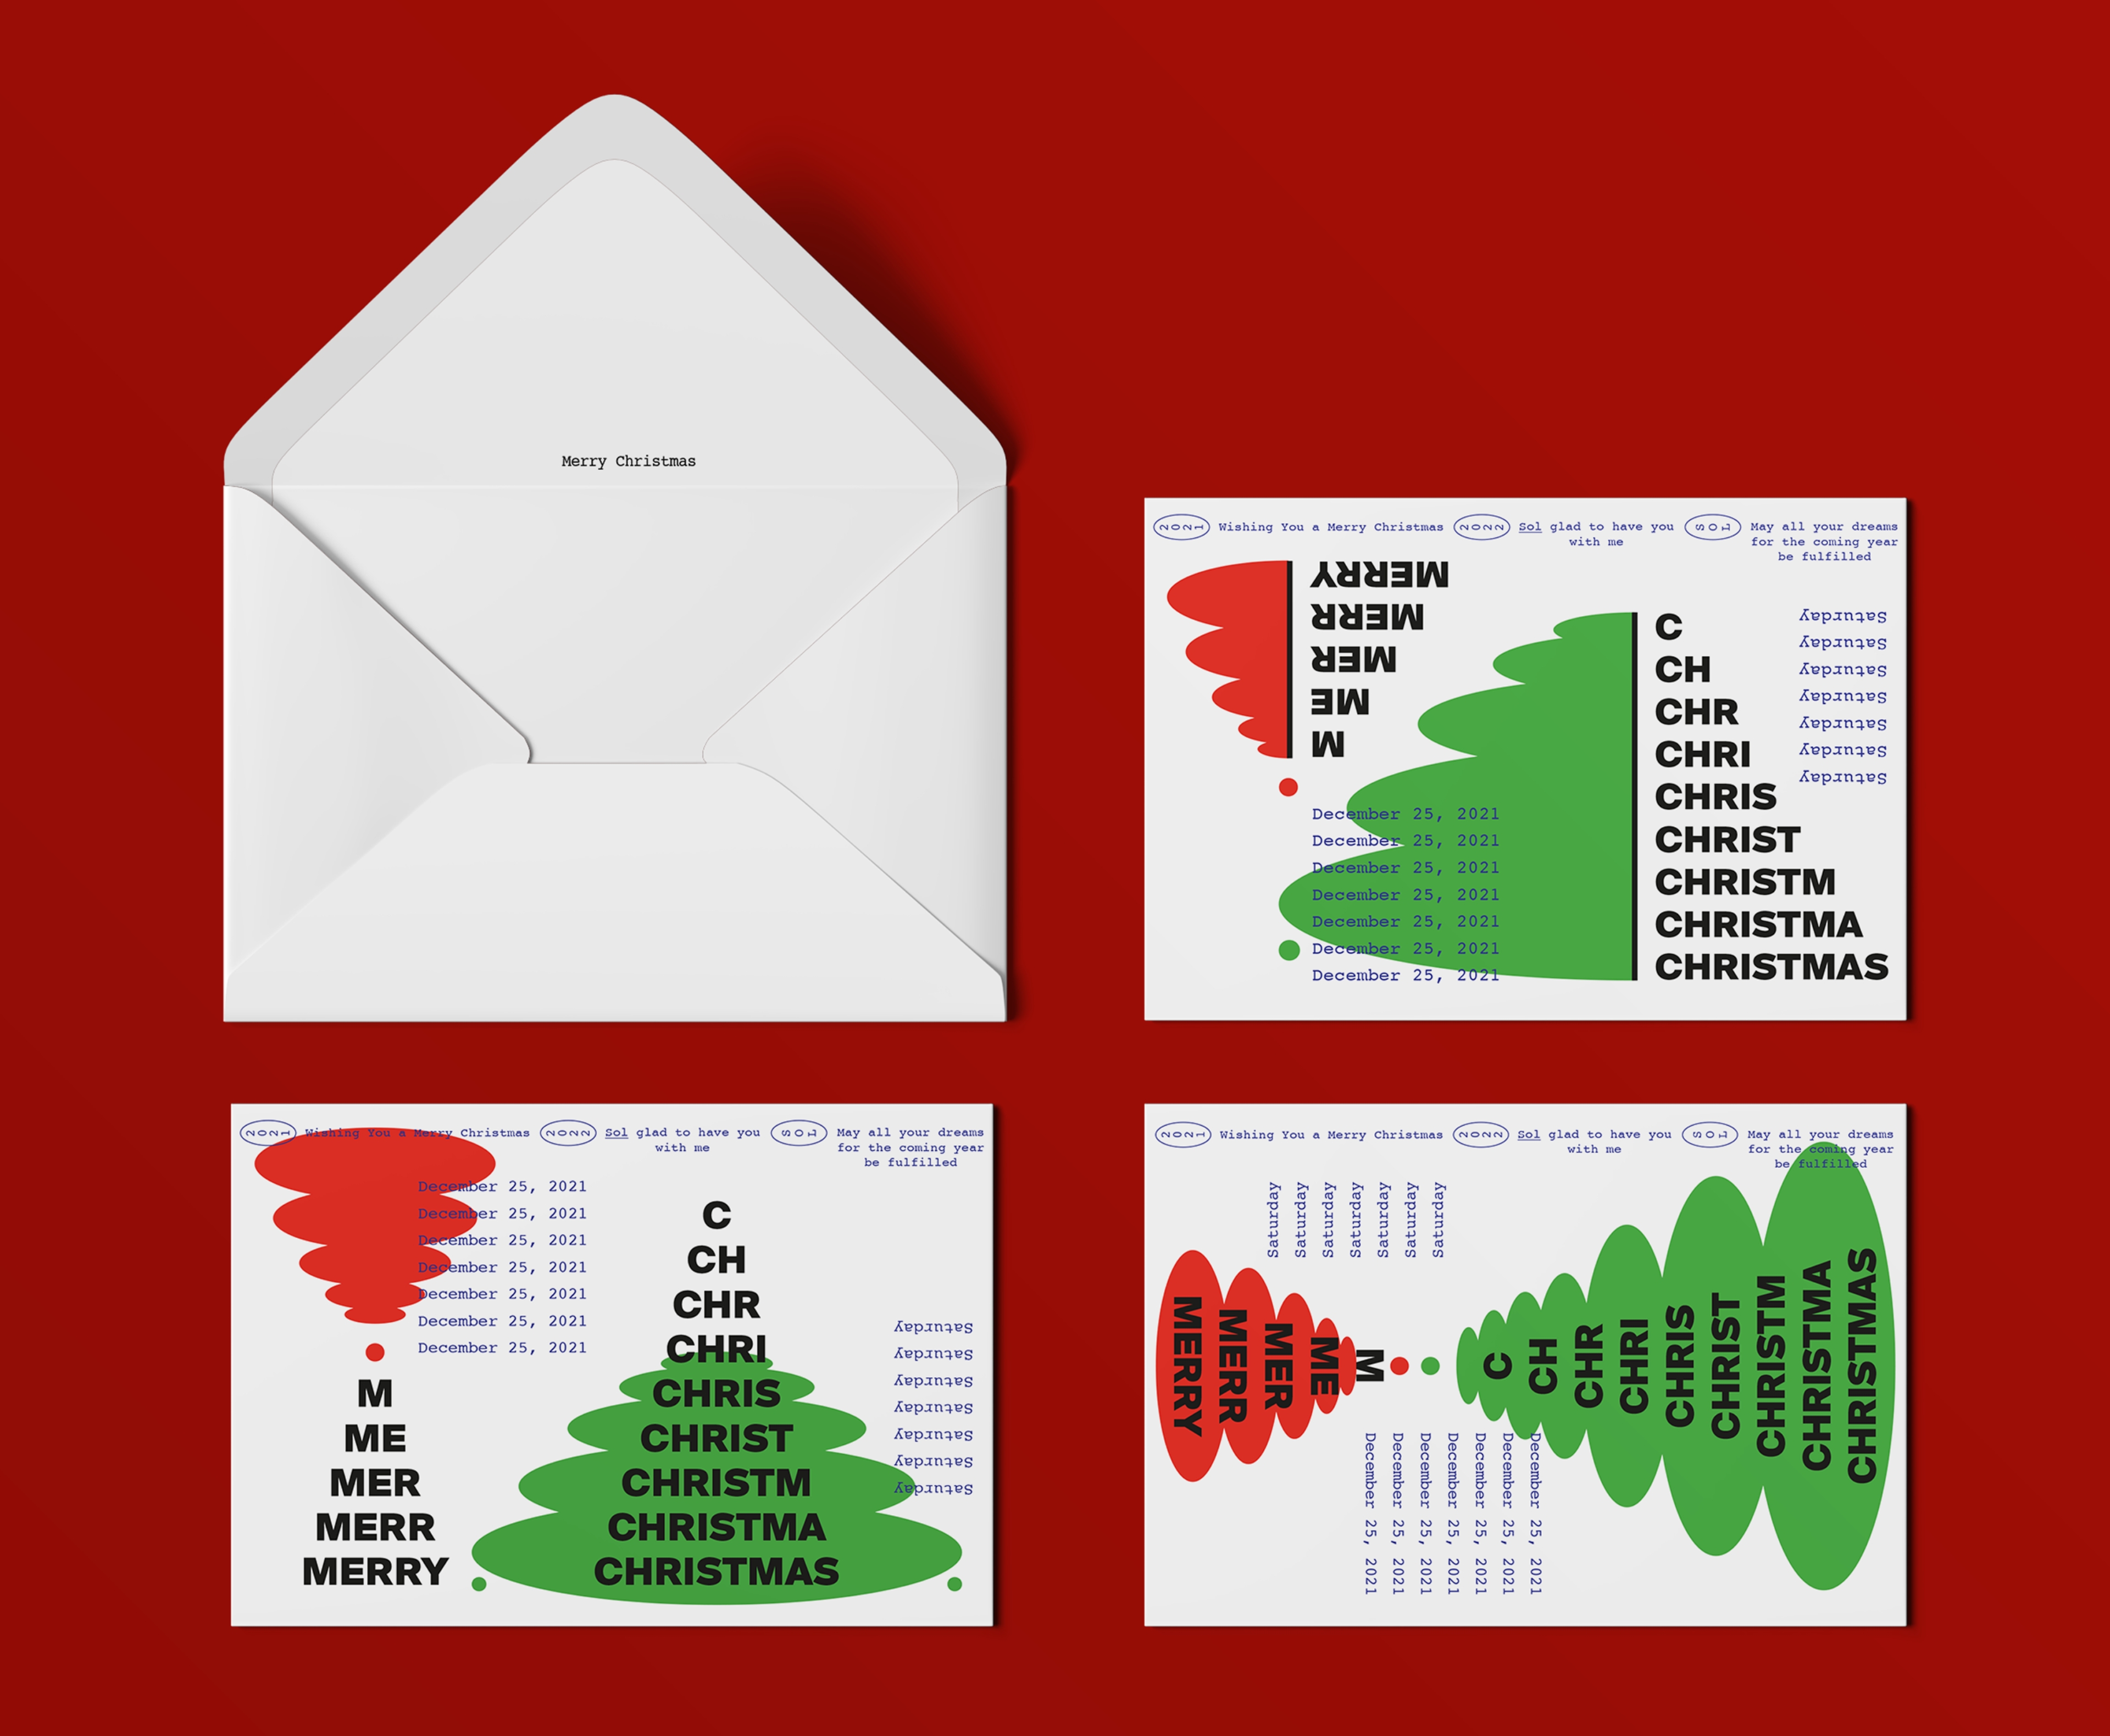 Merry Christmas
2021 Wishing You a Merry Christmas 2022 Sol glad to have you with me SOL May all your dreams for the coming year be fulfilled
MERRY
MERR
MER
ME
M
C
CH
CHR
CHRI
CHRIS
CHRIST
CHRISTM
CHRISTMA
CHRISTMAS
Saturday
Saturday
Saturday
Saturday
Saturday
Saturday
Saturday
December 25, 2021
December 25, 2021
December 25, 2021
December 25, 2021
December 25, 2021
December 25, 2021
December 25, 2021
2021 Wishing You a Merry Christmas 2022 Sol glad to have you with me SOL May all your dreams for the coming year be fulfilled
December 25, 2021
December 25, 2021
December 25, 2021
December 25, 2021
December 25, 2021
December 25, 2021
December 25, 2021
M
ME
MER
MERR
MERRY
C
CH
CHR
CHRI
CHRIS
CHRIST
CHRISTM
CHRISTMA
CHRISTMAS
Saturday
Saturday
Saturday
Saturday
Saturday
Saturday
Saturday
2021 Wishing You a Merry Christmas 2022 Sol glad to have you with me SOL May all your dreams for the coming year be fulfilled
Saturday
Saturday
Saturday
Saturday
Saturday
Saturday
Saturday
MERRY
MERR
MER
ME
M
C
CH
CHR
CHRI
CHRIS
CHRIST
CHRISTM
CHRISTMA
CHRISTMAS
December 25, 2021
December 25, 2021
December 25, 2021
December 25, 2021
December 25, 2021
December 25, 2021
December 25, 2021